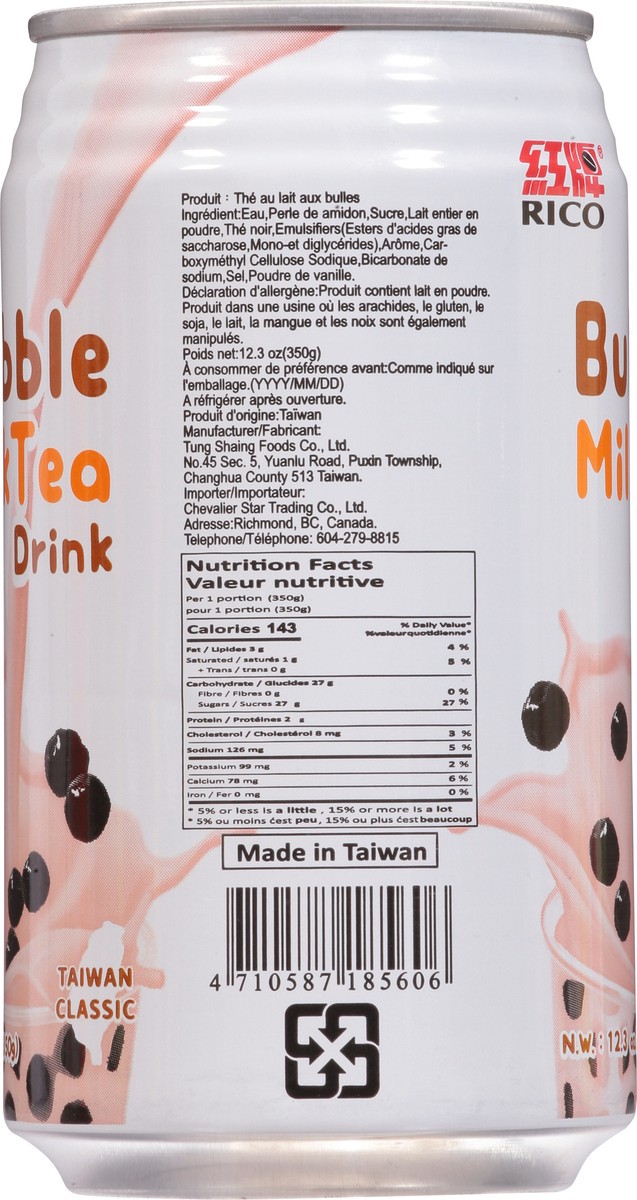 紅牌®
RICO
Produit : Thé au lait aux bulles
Ingrédient:Eau,Perle de amidon,Sucre,Lait entier en
poudre,Thé noir,Emulsifiers(Esters d'acides gras de
saccharose,Mono-et diglycérides),Arôme,Car-
boxyméthyl Cellulose Sodique,Bicarbonate de
sodium,Sel,Poudre de vanille.
Déclaration d'allergène:Produit contient lait en poudre.
Produit dans une usine où les arachides, le gluten, le
soja, le lait, la mangue et les noix sont également
manipulés.
Poids net:12.3 oz(350g)
À consommer de préférence avant:Comme indiqué sur
l'emballage.(YYYY/MM/DD)
A réfrigérer après ouverture.
Produit d'origine:Taïwan
Manufacturer/Fabricant:
Tung Shaing Foods Co., Ltd.
No.45 Sec. 5, Yuanlu Road, Puxin Township,
Changhua County 513 Taiwan.
Importer/Importateur:
Chevalier Star Trading Co., Ltd.
Adresse:Richmond, BC, Canada.
Telephone/Téléphone: 604-279-8815
Nutrition Facts
Valeur nutritive
Per 1 portion (350g)
pour 1 portion (350g)
Calories 143 % Daily Value*
%valeurquotidienne*
Fat / Lipides 3 g 4 %
Saturated / saturés 1 g 5 %
+ Trans / trans 0 g
Carbohydrate / Glucides 27 g
Fibre / Fibres 0 g 0 %
Sugars / Sucres 27 g 27 %
Protein / Protéines 2 g
Cholesterol / Cholestérol 8 mg 3 %
Sodium 126 mg 5 %
Potassium 99 mg 2 %
Calcium 78 mg 6 %
Iron / Fer 0 mg 0 %
* 5% or less is a little , 15% or more is a lot
* 5% ou moins ćest peu, 15% ou plus ćest beaucoup
Made in Taiwan
4 710587 185606
bble
kTea
Drink
TAIWAN
CLASSIC
50g)
Bu
Mil
N.W. : 12.3